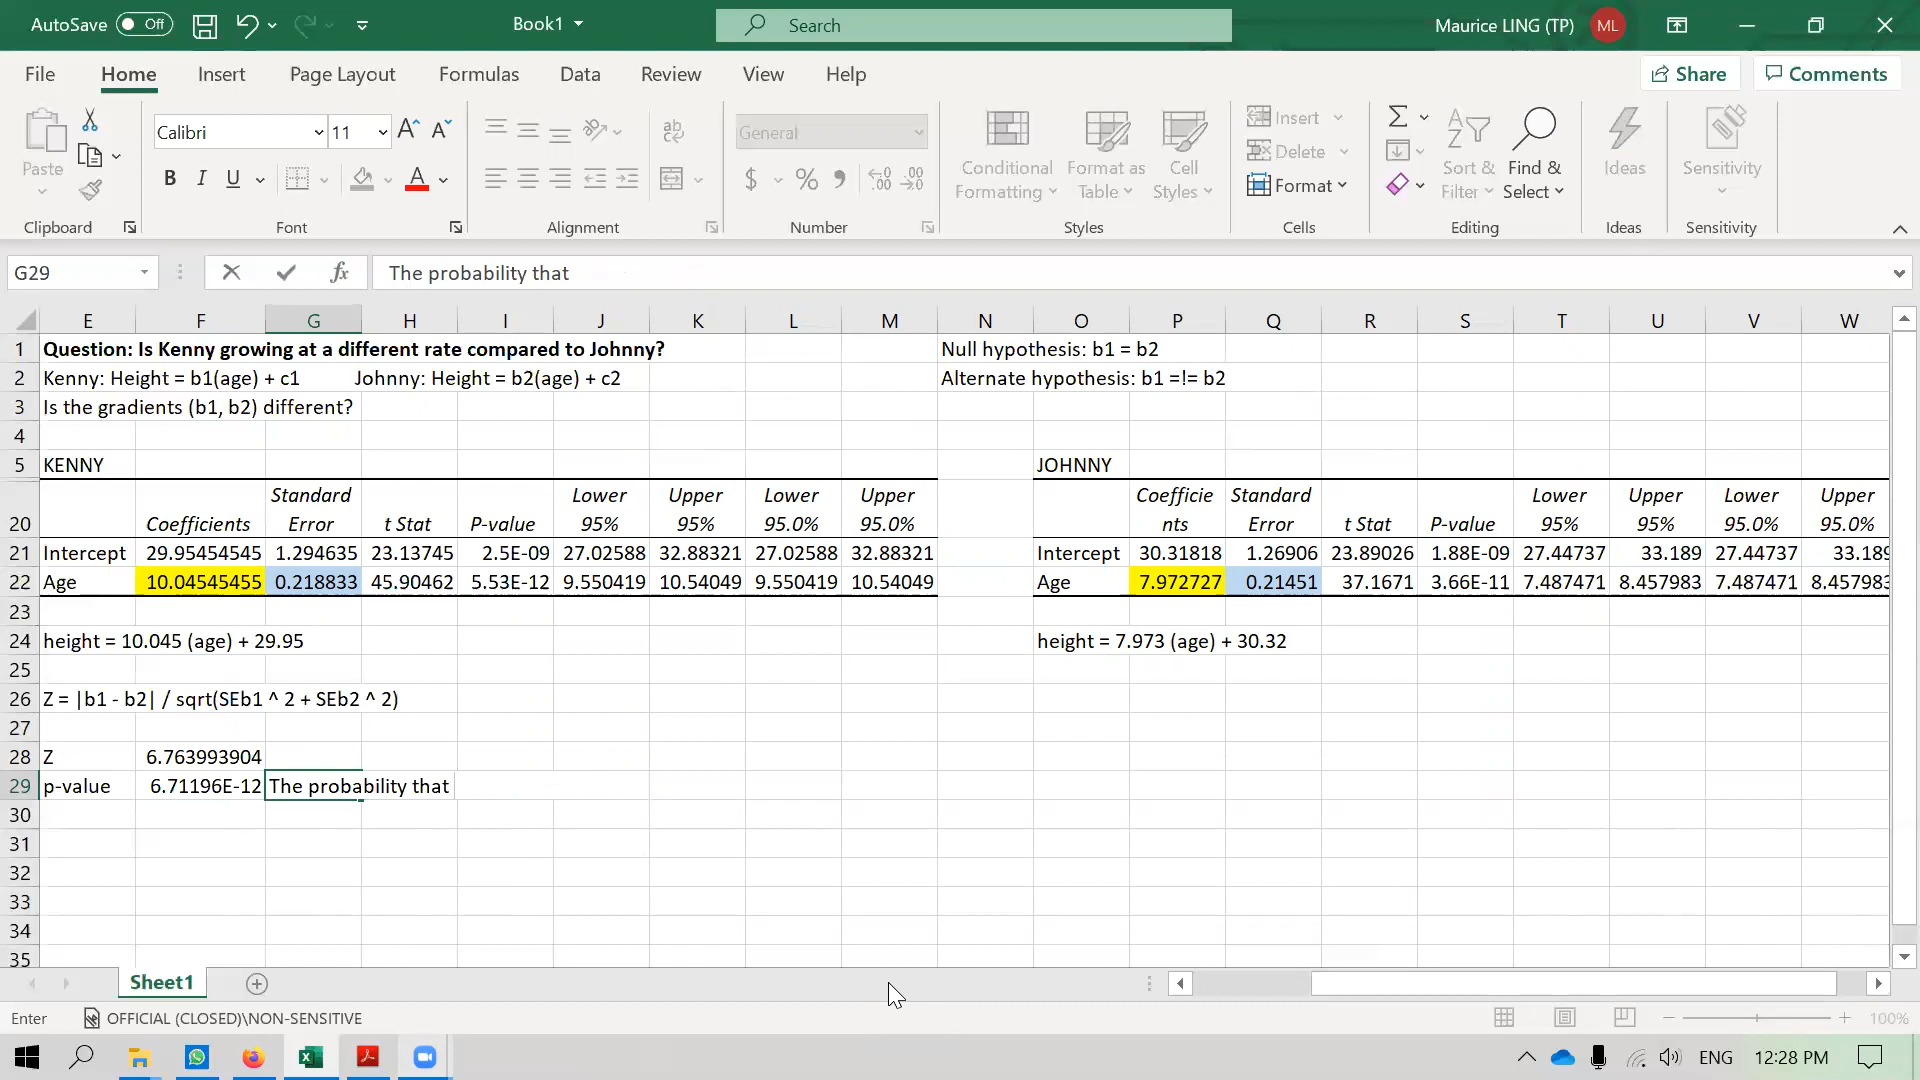 AutoSave Off
Book1
Search
Maurice LING (TP) ML
File Home Insert Page Layout Formulas Data Review View Help
Share Comments
Paste
Clipboard
Calibri 11
B I U
Font
ab
Alignment
General
$ % 9
Number
Conditional Formatting
Format as Table
Cell Styles
Styles
Insert
Delete
Format
Cells
Sort & Filter
Find & Select
Editing
Ideas
Ideas
Sensitivity
Sensitivity
G29 fx The probability that
E F G H I J K L M N O P Q R S T U V W
1 Question: Is Kenny growing at a different rate compared to Johnny? Null hypothesis: b1 = b2
2 Kenny: Height = b1(age) + c1 Johnny: Height = b2(age) + c2 Alternate hypothesis: b1 =!= b2
3 Is the gradients (b1, b2) different?
4
5 KENNY JOHNNY
Standard Lower Upper Lower Upper Coefficie Standard Lower Upper Lower Upper
20 Coefficients Error t Stat P-value 95% 95% 95.0% 95.0% nts Error t Stat P-value 95% 95% 95.0% 95.0%
21 Intercept 29.95454545 1.294635 23.13745 2.5E-09 27.02588 32.88321 27.02588 32.88321 Intercept 30.31818 1.26906 23.89026 1.88E-09 27.44737 33.189 27.44737 33.189
22 Age 10.04545455 0.218833 45.90462 5.53E-12 9.550419 10.54049 9.550419 10.54049 Age 7.972727 0.21451 37.1671 3.66E-11 7.487471 8.457983 7.487471 8.457983
23
24 height = 10.045 (age) + 29.95 height = 7.973 (age) + 30.32
25
26 Z = |b1 - b2| / sqrt(SEb1 ^ 2 + SEb2 ^ 2)
27
28 Z 6.763993904
29 p-value 6.71196E-12 The probability that
30
31
32
33
34
35
Sheet1
Enter OFFICIAL (CLOSED)\NON-SENSITIVE 100%
ENG 12:28 PM